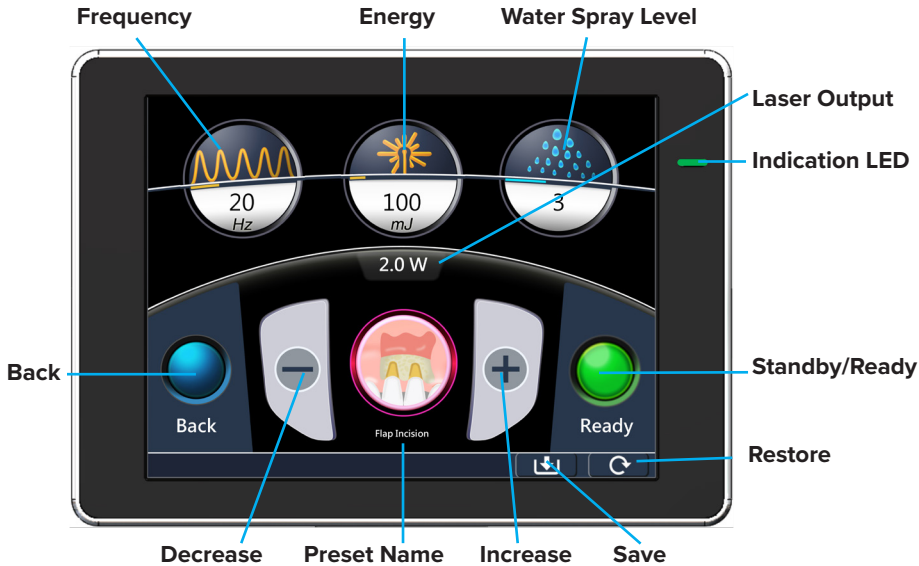 Frequency
Energy
Water Spray Level
Laser Output
Indication LED
20
Hz
100
mJ
3
2.0 W
Back
Standby/Ready
Back
Flap Incision
Ready
Restore
Decrease
Preset Name
Increase
Save